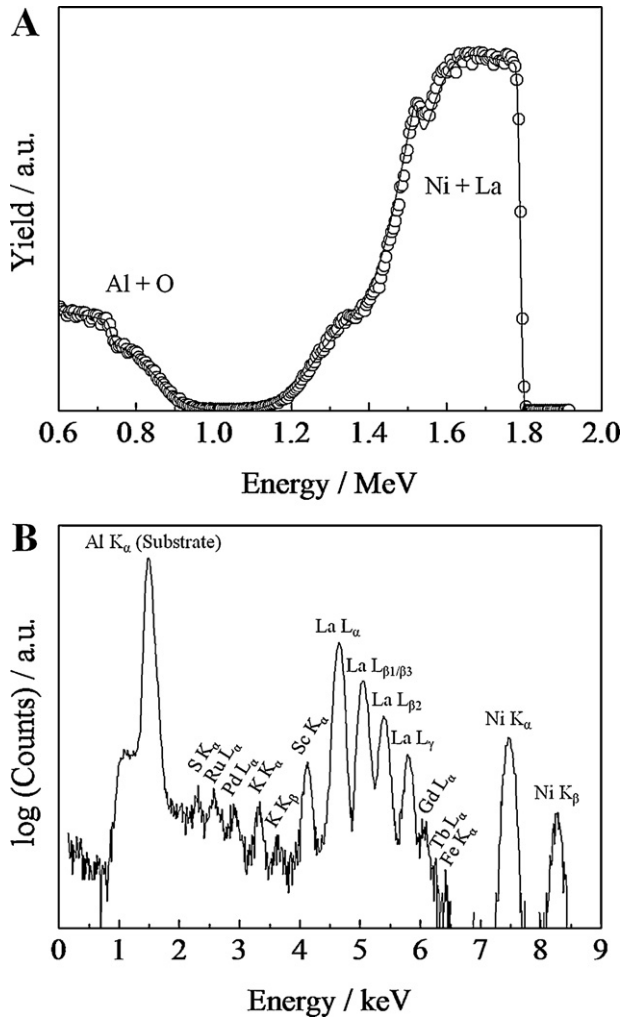 A
Yield / a.u.
Al + O
Ni + La
0.6 0.8 1.0 1.2 1.4 1.6 1.8 2.0
Energy / MeV
B
log (Counts) / a.u.
Al Kα (Substrate)
S Kα
Ru Lα
Pd Lα
K Kα
K Kβ
Sc Kα
La Lα
La Lβ1/β3
La Lβ2
La Lγ
Gd Lα
Tb Lα
Fe Kα
Ni Kα
Ni Kβ
0 1 2 3 4 5 6 7 8 9
Energy / keV